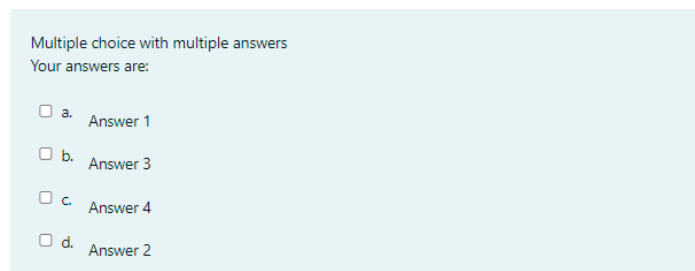 Multiple choice with multiple answers
Your answers are:
a. Answer 1
b. Answer 3
c. Answer 4
d. Answer 2